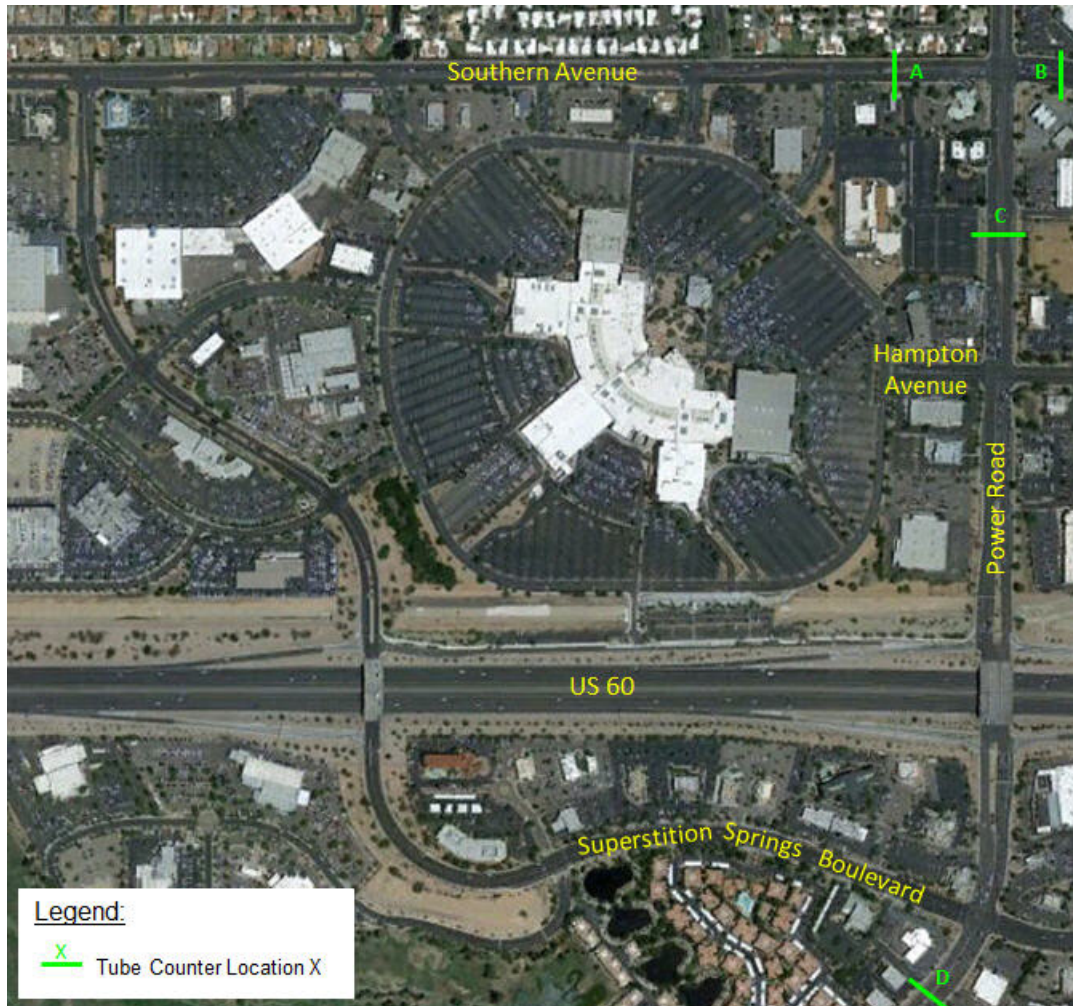 Southern Avenue
A
B
C
Hampton
Avenue
Power Road
US 60
Superstition Springs Boulevard
D
Legend:
X
Tube Counter Location X